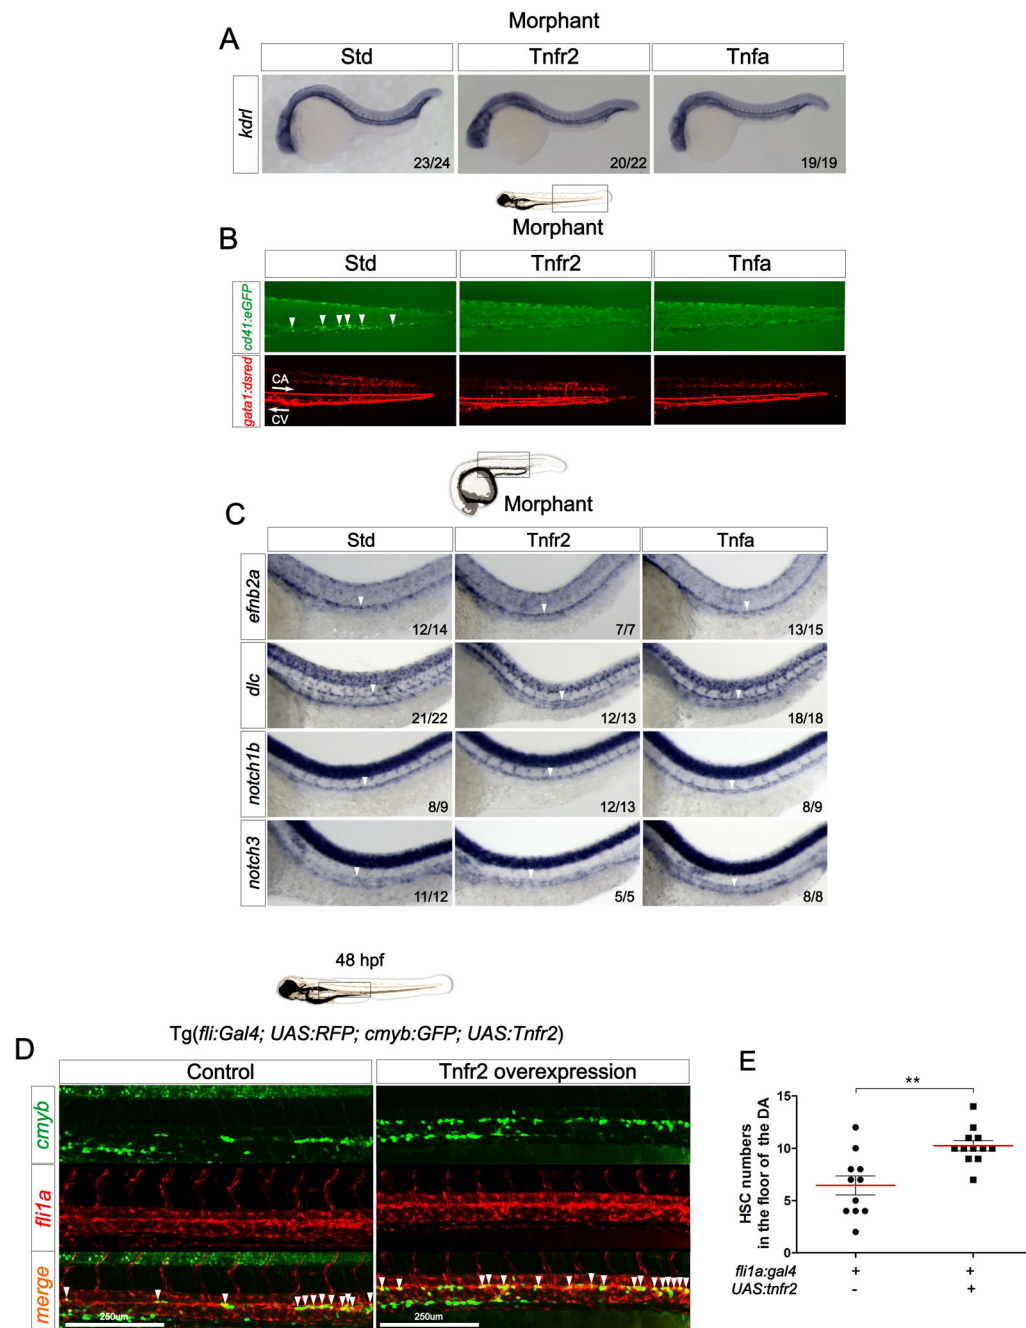 Morphant
A
Std
Tnfr2
Tnfa
kdrl
23/24
20/22
19/19
Morphant
B
Std
Tnfr2
Tnfa
cd41:eGFP
gata1:dsred
CA
CV
Morphant
C
Std
Tnfr2
Tnfa
efnb2a
12/14
7/7
13/15
dlc
21/22
12/13
18/18
notch1b
8/9
12/13
8/9
notch3
11/12
5/5
8/8
48 hpf
Tg(fli:Gal4; UAS:RFP; cmyb:GFP; UAS:Tnfr2)
D
Control
Tnfr2 overexpression
cmyb
fli1a
merge
250um
250um
E
**
HSC numbers
in the floor of the DA
15
10
5
0
fli1a:gal4
+
+
UAS:tnfr2
-
+